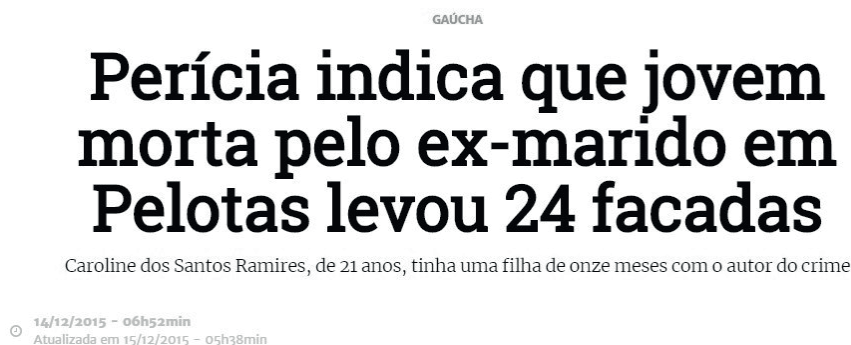 GAÚCHA
Perícia indica que jovem
morta pelo ex-marido em
Pelotas levou 24 facadas
Caroline dos Santos Ramires, de 21 anos, tinha uma filha de onze meses com o autor do crime
14/12/2015 - 06h52min
Atualizada em 15/12/2015 - 05h38min